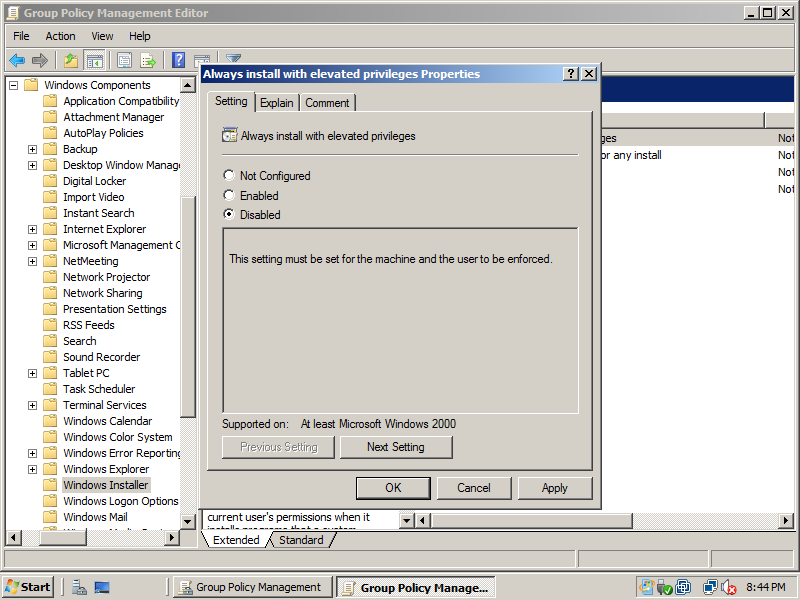 Group Policy Management Editor
File Action View Help
Always install with elevated privileges Properties
Setting Explain Comment
Always install with elevated privileges
Not Configured
Enabled
Disabled
This setting must be set for the machine and the user to be enforced.
Supported on: At least Microsoft Windows 2000
Previous Setting Next Setting
OK Cancel Apply
Windows Components
Application Compatibility
Attachment Manager
AutoPlay Policies
Backup
Desktop Window Manag
Digital Locker
Import Video
Instant Search
Internet Explorer
Microsoft Management C
NetMeeting
Network Projector
Network Sharing
Presentation Settings
RSS Feeds
Search
Sound Recorder
Tablet PC
Task Scheduler
Terminal Services
Windows Calendar
Windows Color System
Windows Error Reporting
Windows Explorer
Windows Installer
Windows Logon Options
Windows Mail
ges Not
or any install Not
Not
Not
current user's permissions when it
Extended Standard
Start Group Policy Management Group Policy Manage... 8:44 PM